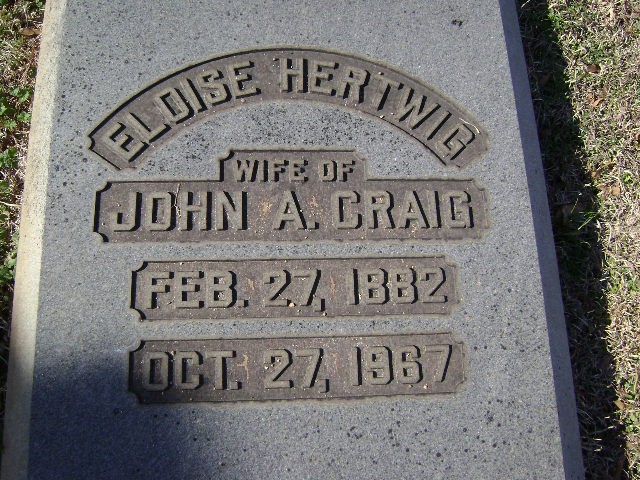 ELOISE HERTWIG
WIFE OF
JOHN A. CRAIG
FEB. 27, 1882
OCT. 27, 1967